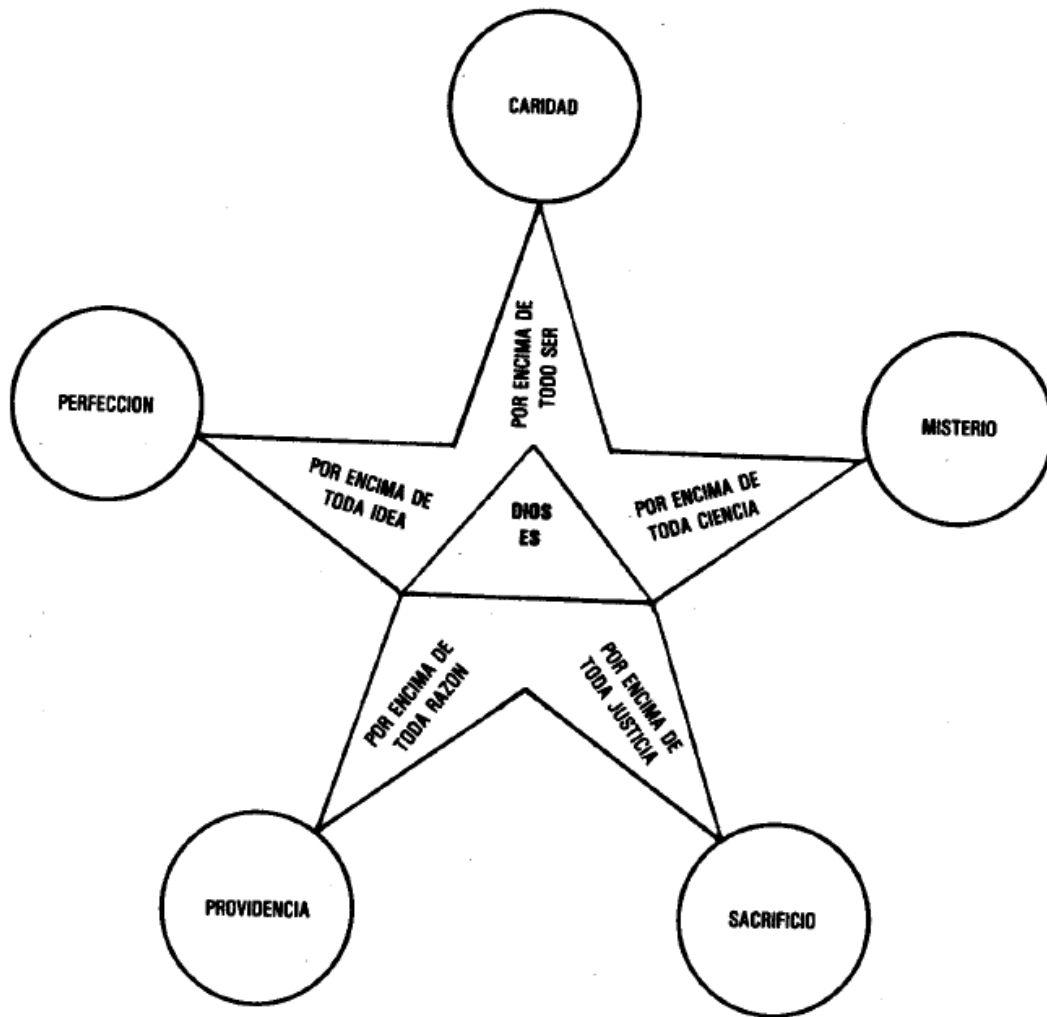 CARIDAD
PERFECCION
MISTERIO
POR ENCIMA DE
TODO SER
POR ENCIMA DE
TODA IDEA
DIOS
ES
POR ENCIMA DE
TODA CIENCIA
POR ENCIMA DE
TODA RAZON
POR ENCIMA DE
TODA JUSTICIA
PROVIDENCIA
SACRIFICIO